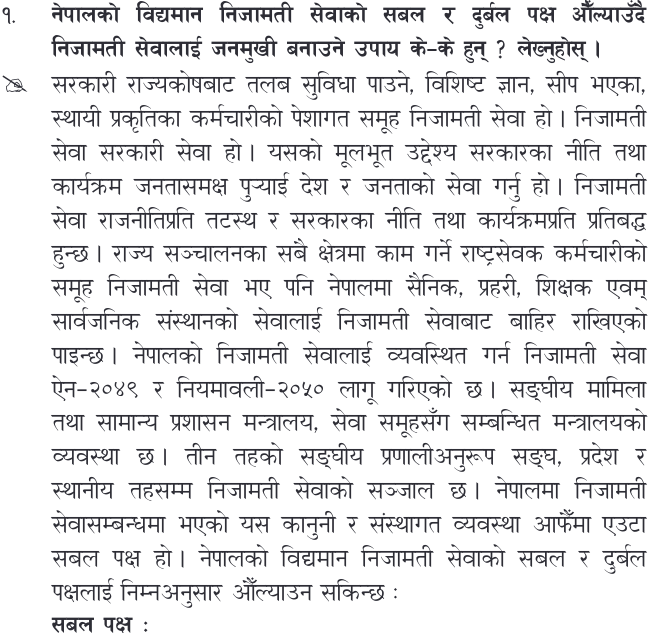 १. नेपालको विद्यमान निजामती सेवाको सबल र दुर्बल पक्ष औँल्याउँदै
निजामती सेवालाई जनमुखी बनाउने उपाय के-के हुन् ? लेख्नुहोस् ।
सरकारी राज्यकोषबाट तलब सुविधा पाउने, विशिष्ट ज्ञान, सीप भएका,
स्थायी प्रकृतिका कर्मचारीको पेशागत समूह निजामती सेवा हो । निजामती
सेवा सरकारी सेवा हो । यसको मूलभूत उद्देश्य सरकारका नीति तथा
कार्यक्रम जनतासमक्ष पुर्‍याई देश र जनताको सेवा गर्नु हो । निजामती
सेवा राजनीतिप्रति तटस्थ र सरकारका नीति तथा कार्यक्रमप्रति प्रतिबद्ध
हुन्छ । राज्य सञ्चालनका सबै क्षेत्रमा काम गर्ने राष्ट्रसेवक कर्मचारीको
समूह निजामती सेवा भए पनि नेपालमा सैनिक, प्रहरी, शिक्षक एवम्
सार्वजनिक संस्थानको सेवालाई निजामती सेवाबाट बाहिर राखिएको
पाइन्छ । नेपालको निजामती सेवालाई व्यवस्थित गर्न निजामती सेवा
ऐन-२०४९ र नियमावली-२०५० लागू गरिएको छ । सङ्घीय मामिला
तथा सामान्य प्रशासन मन्त्रालय, सेवा समूहसँग सम्बन्धित मन्त्रालयको
व्यवस्था छ । तीन तहको सङ्घीय प्रणालीअनुरूप सङ्घ, प्रदेश र
स्थानीय तहसम्म निजामती सेवाको सञ्जाल छ । नेपालमा निजामती
सेवासम्बन्धमा भएको यस कानुनी र संस्थागत व्यवस्था आफैँमा एउटा
सबल पक्ष हो । नेपालको विद्यमान निजामती सेवाको सबल र दुर्बल
पक्षलाई निम्नअनुसार औँल्याउन सकिन्छ :
सबल पक्ष :